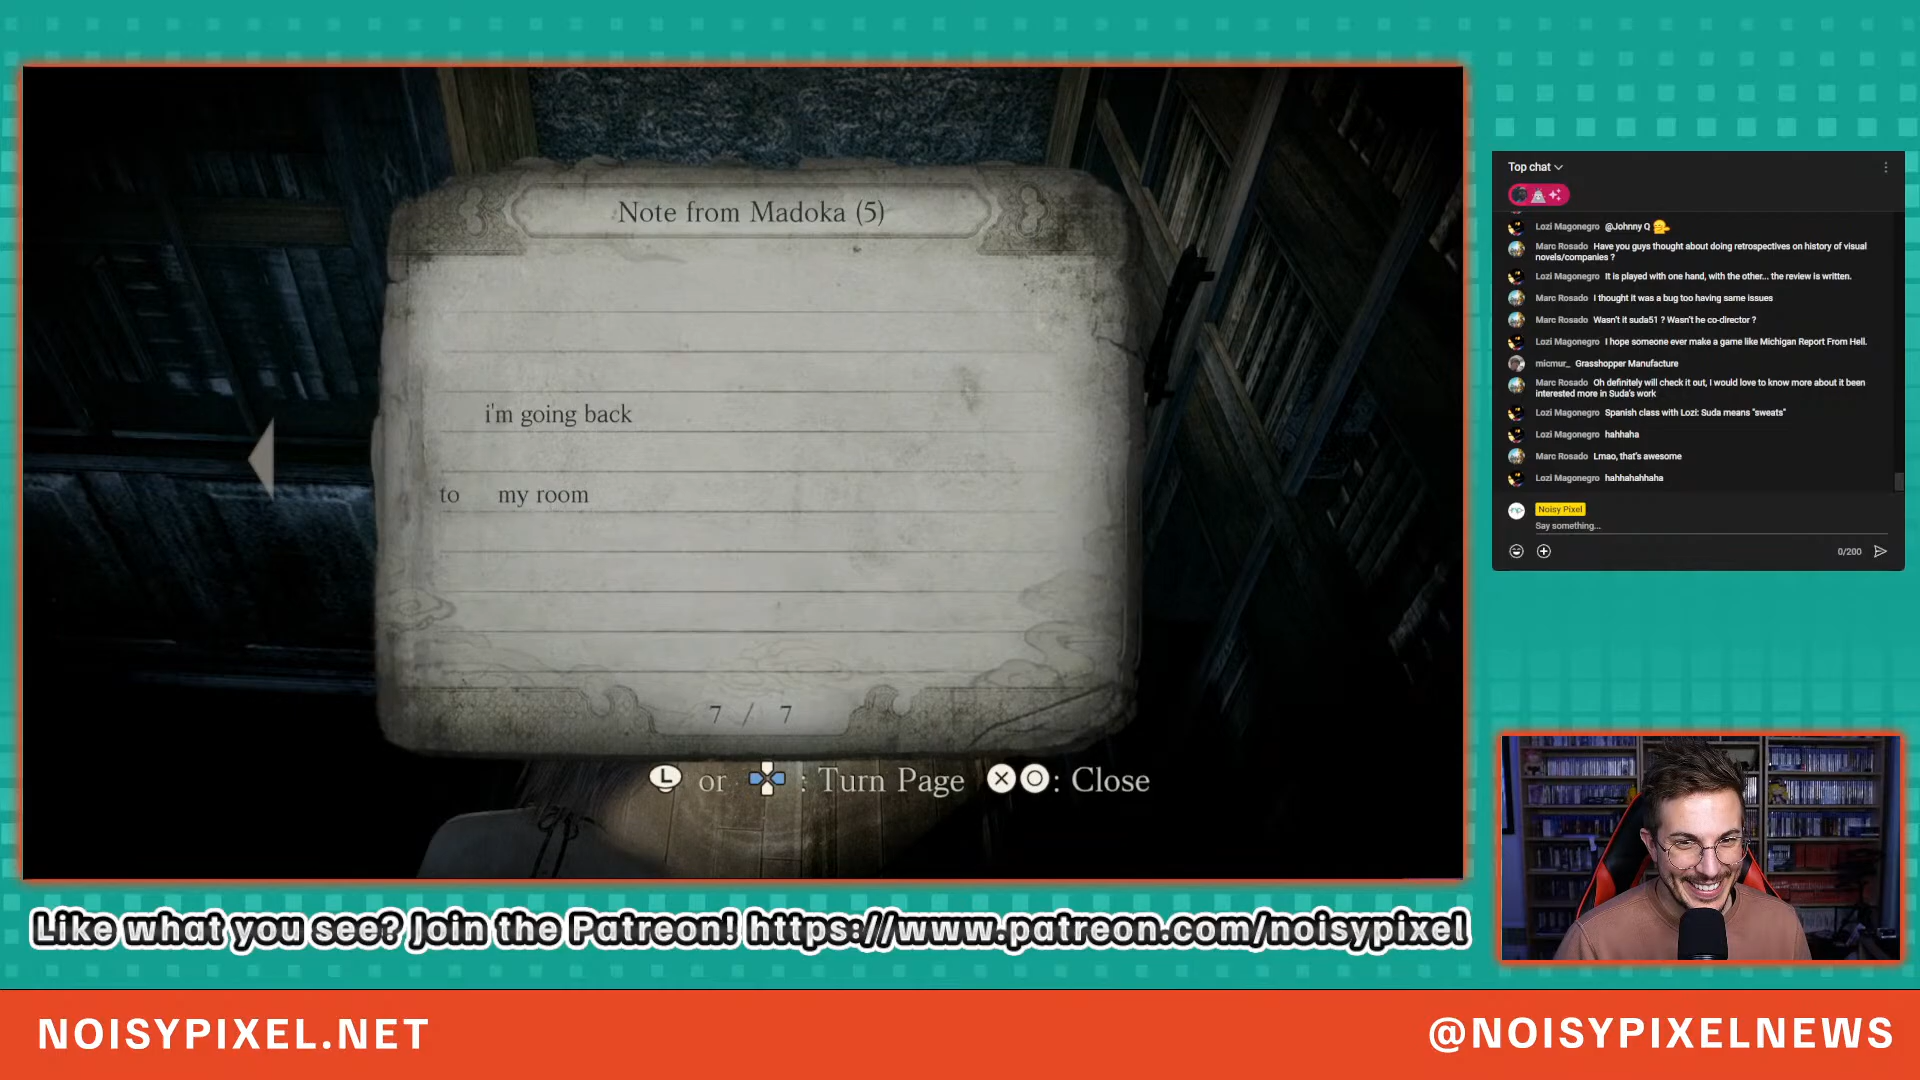 Note from Madoka (5)
i'm going back
to my room
7 / 7
L or : Turn Page : Close
Like what you see? Join the Patreon! https://www.patreon.com/noisypixel
NOISYPIXEL.NET
@NOISYPIXELNEWS
Top chat
Lozi Magonegro @Johnny Q
Marc Rosado Have you guys thought about doing retrospectives on history of visual
novels/companies ?
Lozi Magonegro It is played with one hand, with the other... the review is written.
Marc Rosado I thought it was a bug too having same issues
Marc Rosado Wasn't it suda51 ? Wasn't he co-director ?
Lozi Magonegro I hope someone ever make a game like Michigan Report From Hell.
micmur_ Grasshopper Manufacture
Marc Rosado Oh definitely will check it out, I would love to know more about it been
interested more in Suda's work
Lozi Magonegro Spanish class with Lozi: Suda means "sweats"
Lozi Magonegro hahhaha
Marc Rosado Lmao, that's awesome
Lozi Magonegro hahhahahhaha
Noisy Pixel
Say something...
0/200